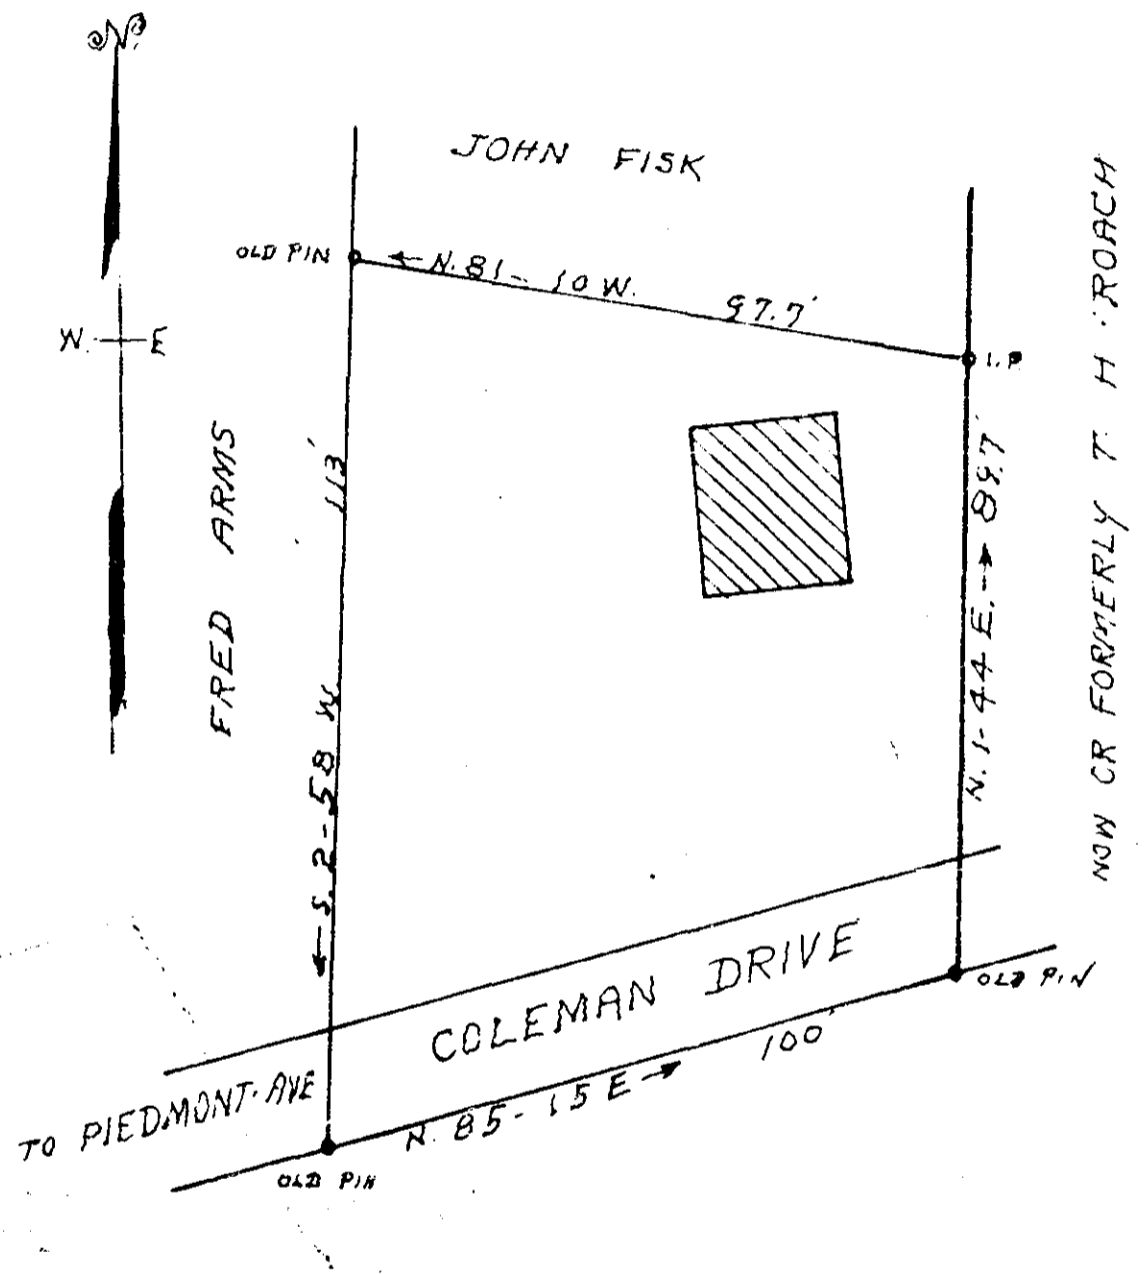 N
JOHN FISK
OLD PIN
N. 81-10 W. 97.7'
I.P
W. E
NOW OR FORMERLY T. H. ROACH
FRED ARMS
113'
S. 2-58 W.
N. 1-44 E. 89.7'
COLEMAN DRIVE
OLD PIN
TO PIEDMONT AVE
N. 85-15 E 100'
OLD PIN